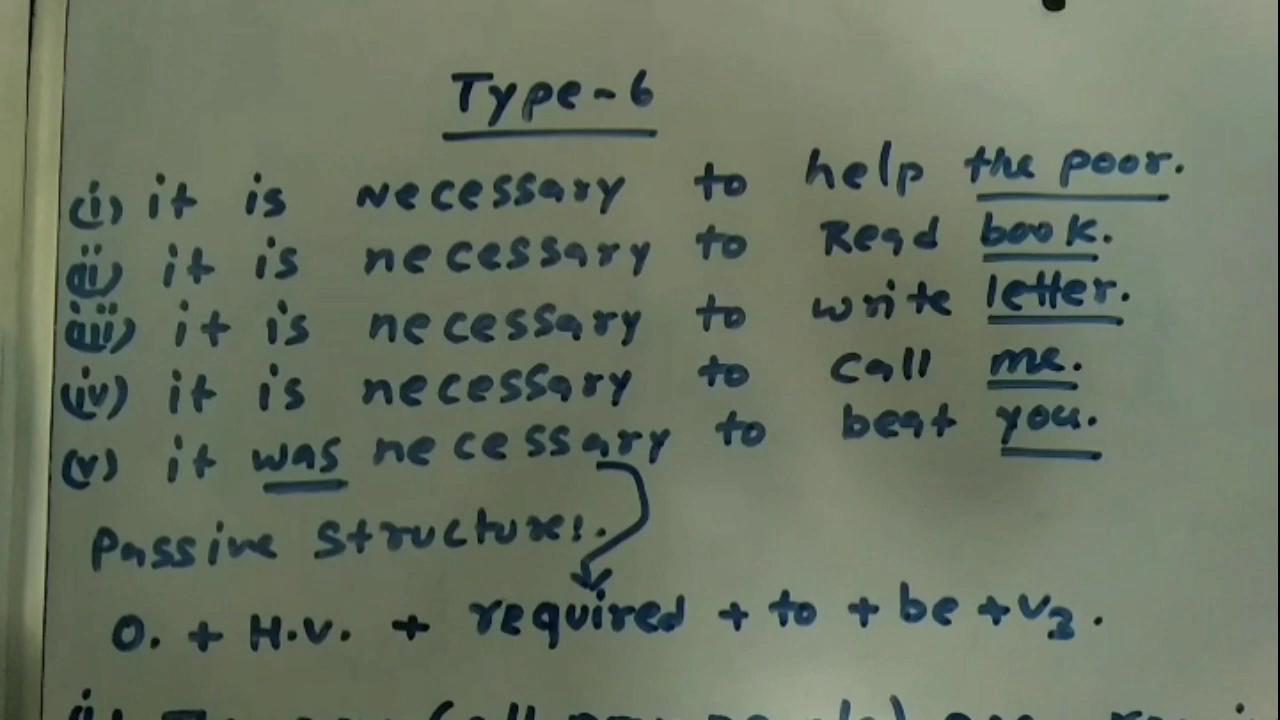 Type-6
(i) it is necessary to help the poor.
(ii) it is necessary to Read book.
(iii) it is necessary to write letter.
(iv) it is necessary to call me.
(v) it was necessary to beat you.
Passive structure:.
O. + H.V. + required + to + be + V3.